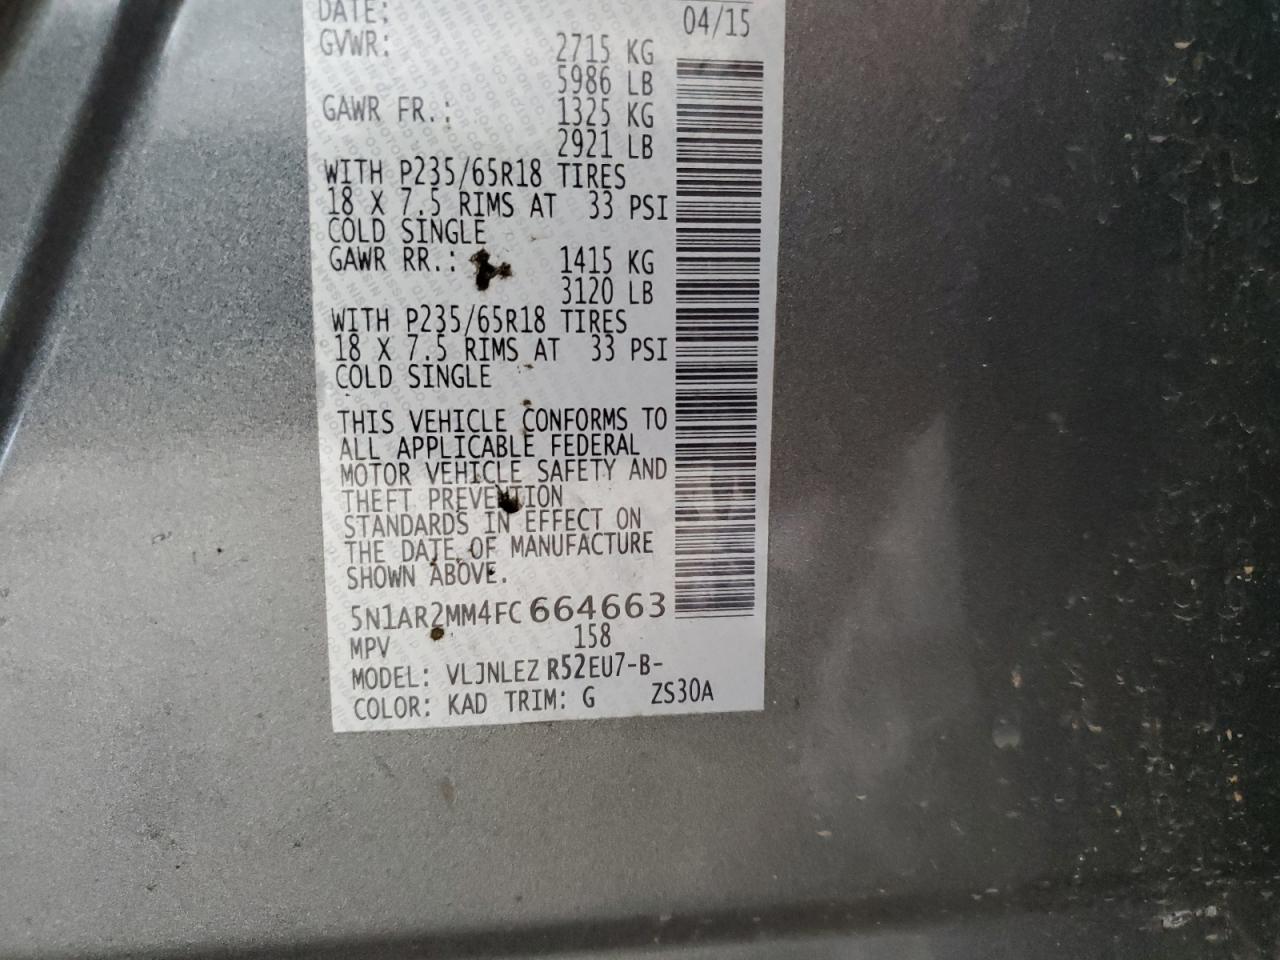 DATE: 04/15
GVWR: 2715 KG
5986 LB
GAWR FR.: 1325 KG
2921 LB
WITH P235/65R18 TIRES
18 X 7.5 RIMS AT 33 PSI
COLD SINGLE
GAWR RR.: 1415 KG
3120 LB
WITH P235/65R18 TIRES
18 X 7.5 RIMS AT 33 PSI
COLD SINGLE
THIS VEHICLE CONFORMS TO
ALL APPLICABLE FEDERAL
MOTOR VEHICLE SAFETY AND
THEFT PREVENTION
STANDARDS IN EFFECT ON
THE DATE OF MANUFACTURE
SHOWN ABOVE.
5N1AR2MM4FC664663
MPV 158
MODEL: VLJNLEZ R52EU7-B-
COLOR: KAD TRIM: G ZS30A